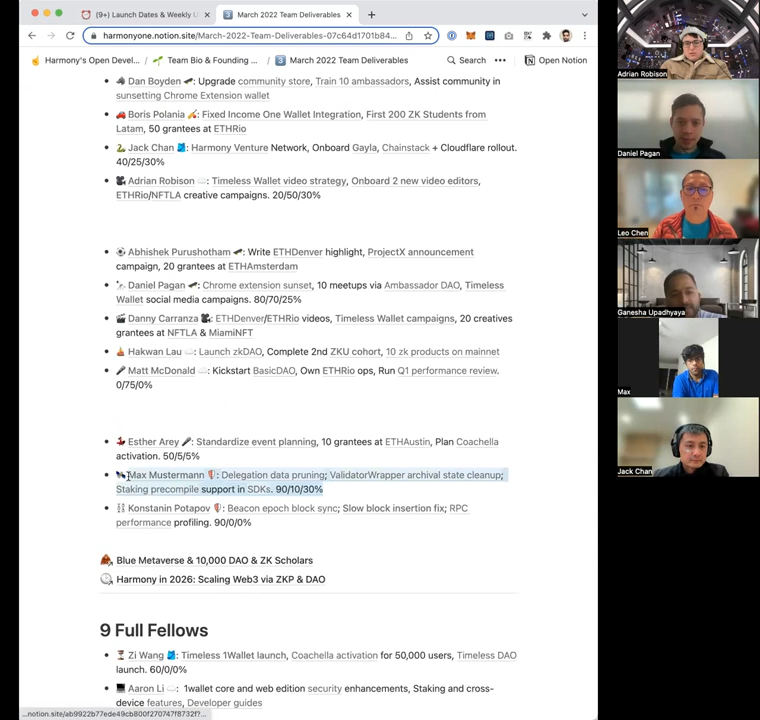 (9+) Launch Dates & Weekly U
March 2022 Team Deliverables
harmonyone.notion.site/March-2022-Team-Deliverables-07c64d1701b84...
Harmony's Open Devel... / Team Bio & Founding ... / March 2022 Team Deliverables
Search
Open Notion
Dan Boyden : Upgrade community store, Train 10 ambassadors, Assist community in
sunsetting Chrome Extension wallet
Boris Polania : Fixed Income One Wallet Integration, First 200 ZK Students from
Latam, 50 grantees at ETHRio
Jack Chan : Harmony Venture Network, Onboard Gayla, Chainstack + Cloudflare rollout.
40/25/30%
Adrian Robison : Timeless Wallet video strategy, Onboard 2 new video editors,
ETHRio/NFTLA creative campaigns. 20/50/30%
Abhishek Purushotham : Write ETHDenver highlight, ProjectX announcement
campaign, 20 grantees at ETHAmsterdam
Daniel Pagan : Chrome extension sunset, 10 meetups via Ambassador DAO, Timeless
Wallet social media campaigns. 80/70/25%
Danny Carranza : ETHDenver/ETHRio videos, Timeless Wallet campaigns, 20 creatives
grantees at NFTLA & MiamiNFT
Hakwan Lau : Launch zkDAO, Complete 2nd ZKU cohort, 10 zk products on mainnet
Matt McDonald : Kickstart BasicDAO, Own ETHRio ops, Run Q1 performance review.
0/75/0%
Esther Arey : Standardize event planning, 10 grantees at ETHAustin, Plan Coachella
activation. 50/5/5%
Max Mustermann : Delegation data pruning; ValidatorWrapper archival state cleanup;
Staking precompile support in SDKs. 90/10/30%
Konstanin Potapov : Beacon epoch block sync; Slow block insertion fix; RPC
performance profiling. 90/0/0%
Blue Metaverse & 10,000 DAO & ZK Scholars
Harmony in 2026: Scaling Web3 via ZKP & DAO
9 Full Fellows
Zi Wang : Timeless 1Wallet launch, Coachella activation for 50,000 users, Timeless DAO
launch. 60/0/0%
Aaron Li : 1wallet core and web edition security enhancements, Staking and cross-
device features, Developer guides
Adrian Robison
Daniel Pagan
Leo Chen
Ganesha Upadhyaya
Max
Jack Chan